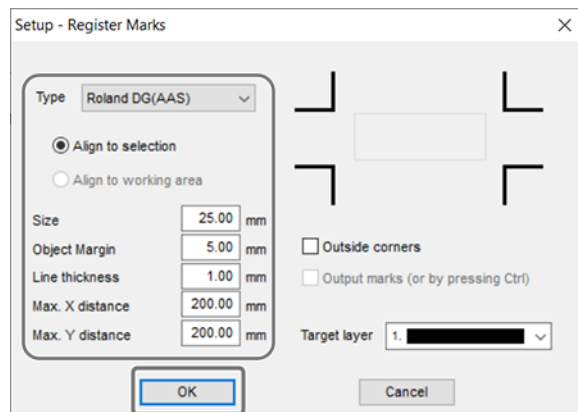 Setup - Register Marks
Type Roland DG(AAS)
Align to selection
Align to working area
Size 25.00 mm
Object Margin 5.00 mm
Line thickness 1.00 mm
Max. X distance 200.00 mm
Max. Y distance 200.00 mm
Outside corners
Output marks (or by pressing Ctrl)
Target layer 1.
OK
Cancel